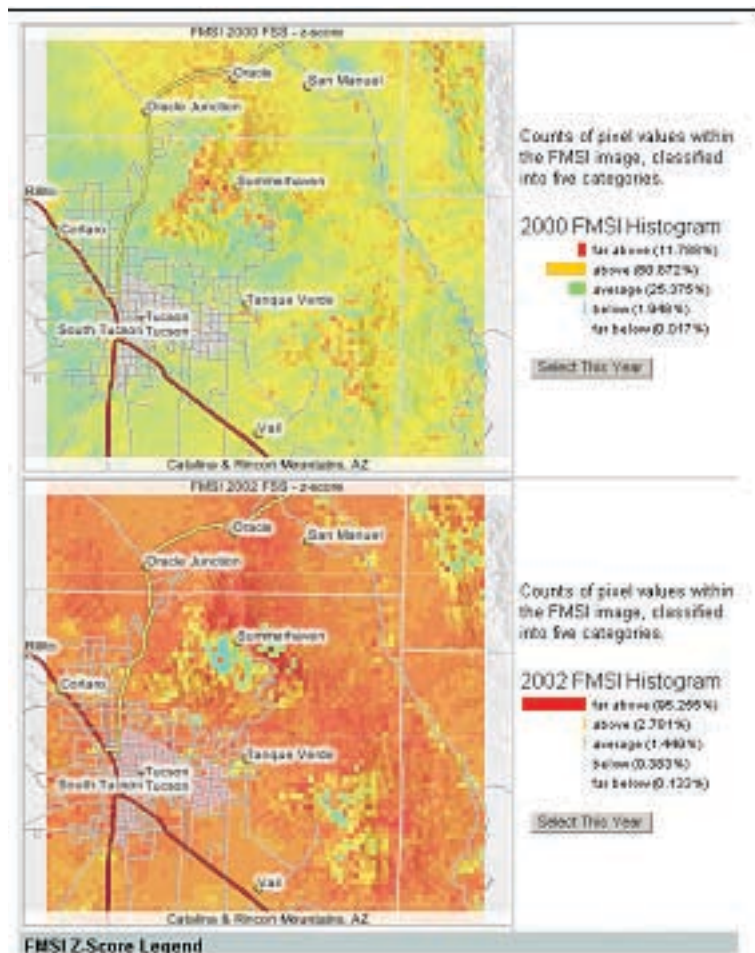 FMSI 2000 FSS - z-score
Oracle
San Manuel
Oracle Junction
Summerhaven
Rillito
Cortaro
Tanque Verde
Tucson
South Tucson Tucson
Vail
Catalina & Rincon Mountains, AZ
Counts of pixel values within
the FMSI image, classified
into five categories.
2000 FMSI Histogram
far above (11.788%)
above (60.872%)
average (25.375%)
below (1.948%)
far below (0.017%)
Select This Year
FMSI 2002 FSS - z-score
Oracle
San Manuel
Oracle Junction
Summerhaven
Rillito
Cortaro
Tanque Verde
Tucson
South Tucson Tucson
Vail
Catalina & Rincon Mountains, AZ
Counts of pixel values within
the FMSI image, classified
into five categories.
2002 FMSI Histogram
far above (95.255%)
above (2.781%)
average (1.448%)
below (0.383%)
far below (0.133%)
Select This Year
FMSI Z-Score Legend